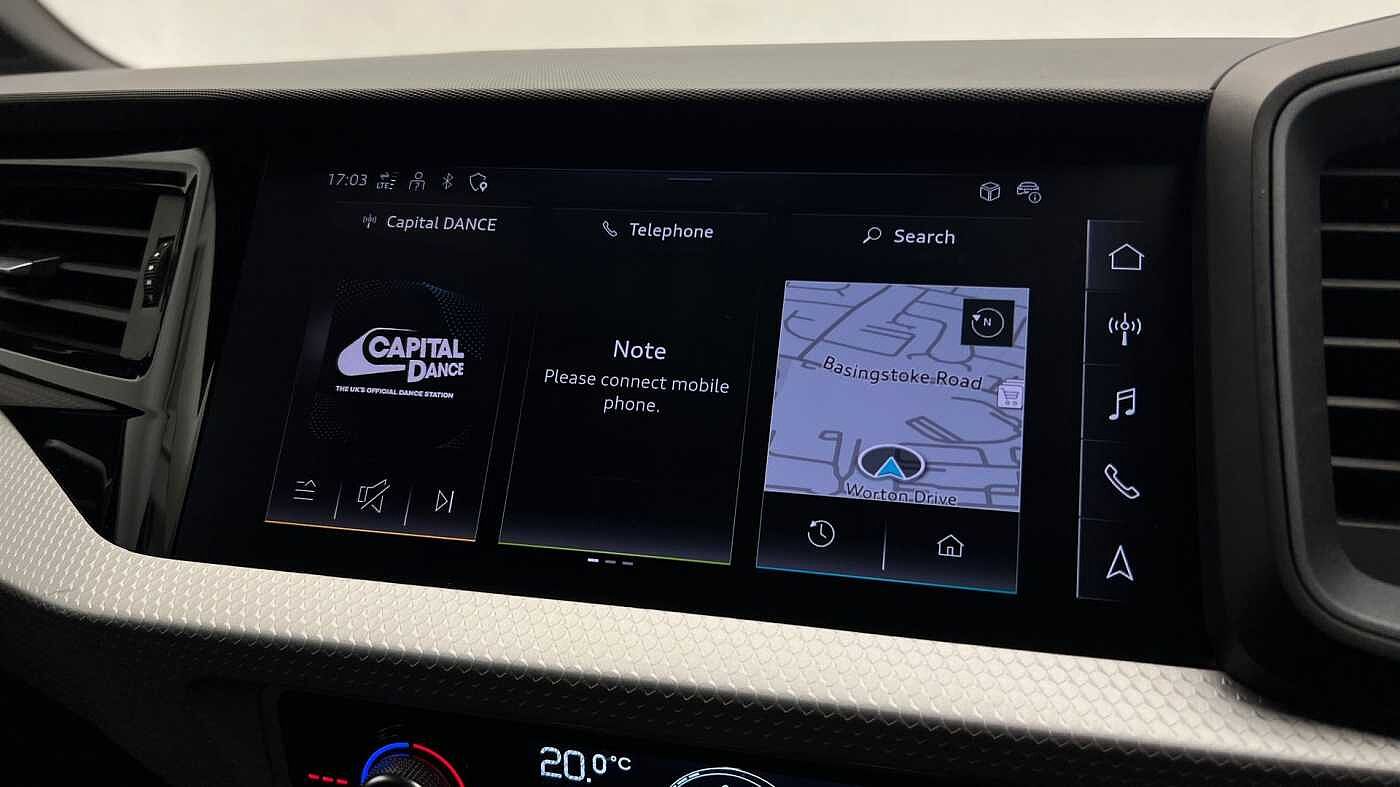 17:03
LTE
Capital DANCE
Telephone
Search
CAPITAL
DANCE
THE UK'S OFFICIAL DANCE STATION
Note
Please connect mobile
phone.
N
Basingstoke Road
Worton Drive
20.0°C